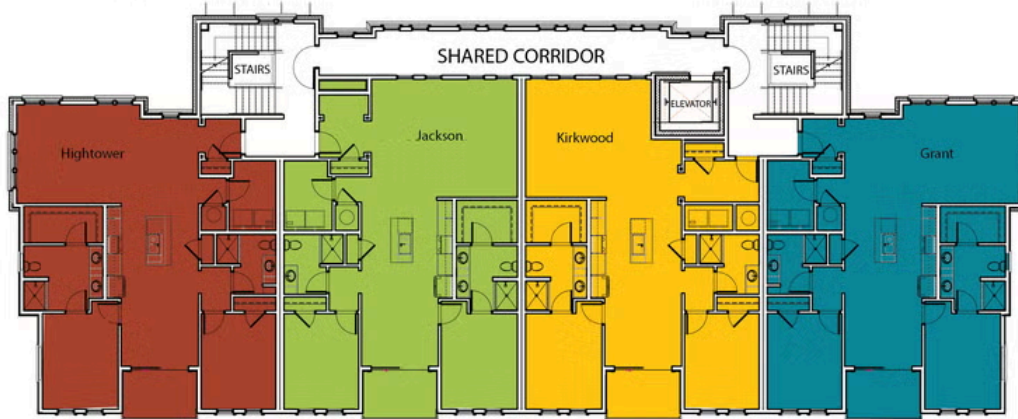 SHARED CORRIDOR
STAIRS
STAIRS
ELEVATOR
Hightower
Jackson
Kirkwood
Grant